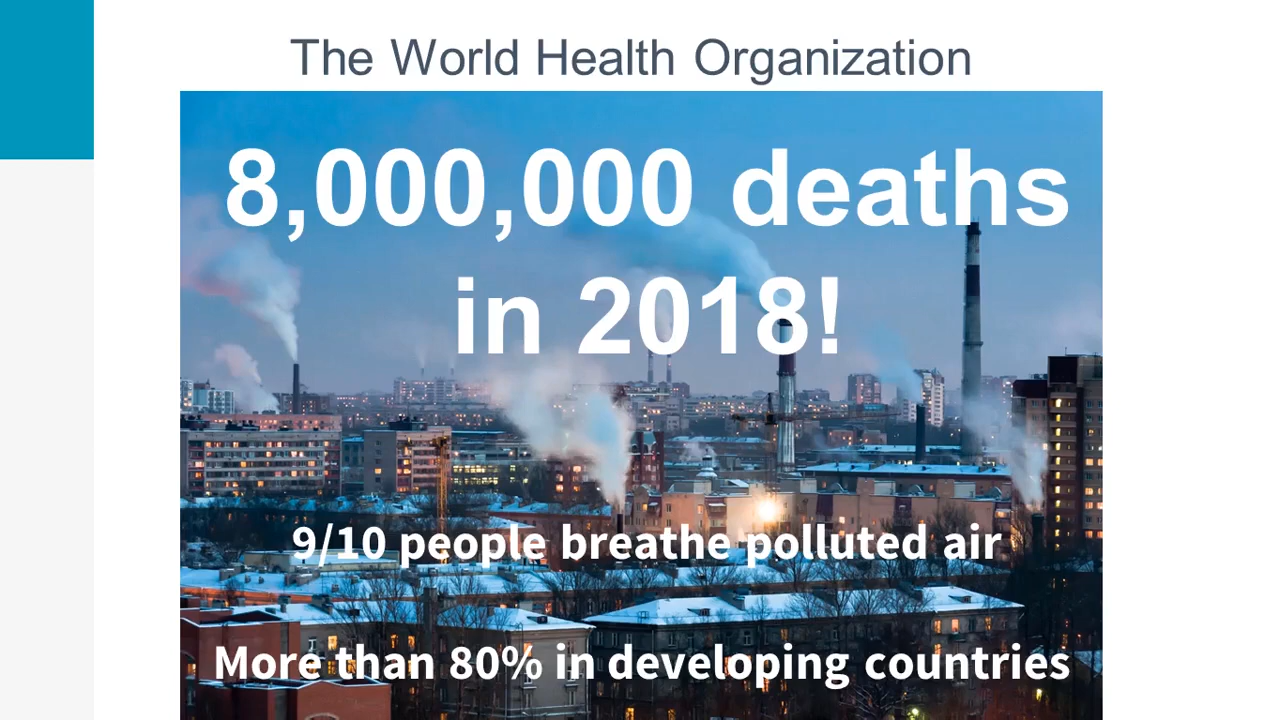 The World Health Organization
8,000,000 deaths
in 2018!
9/10 people breathe polluted air
More than 80% in developing countries